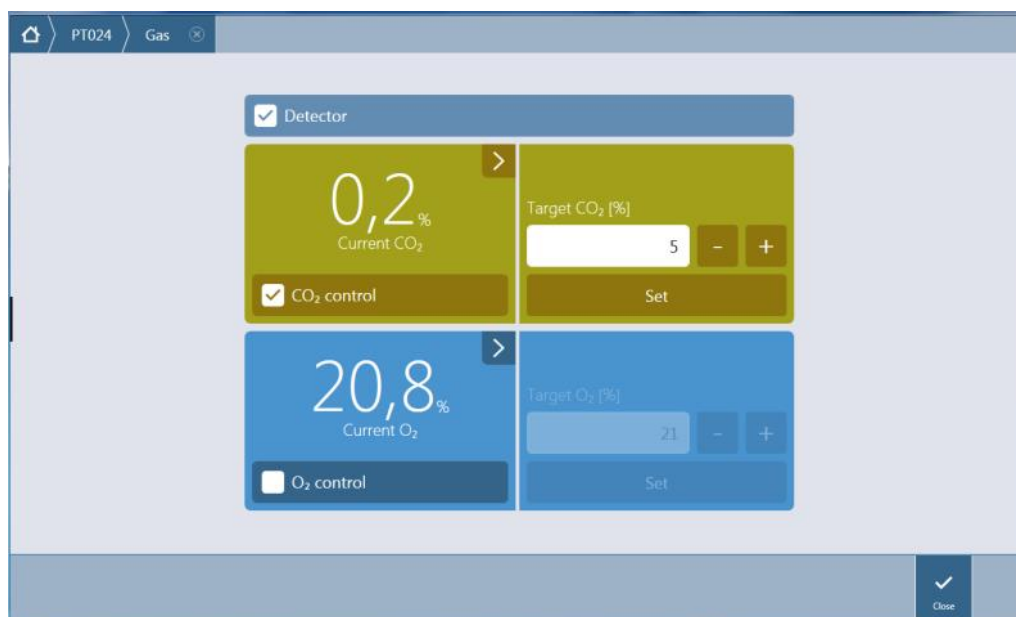 PT024 Gas
Detector
0,2 %
Current CO₂
CO₂ control
Target CO₂ [%]
5 - +
Set
20,8 %
Current O₂
O₂ control
Target O₂ [%]
21 - +
Set
Close